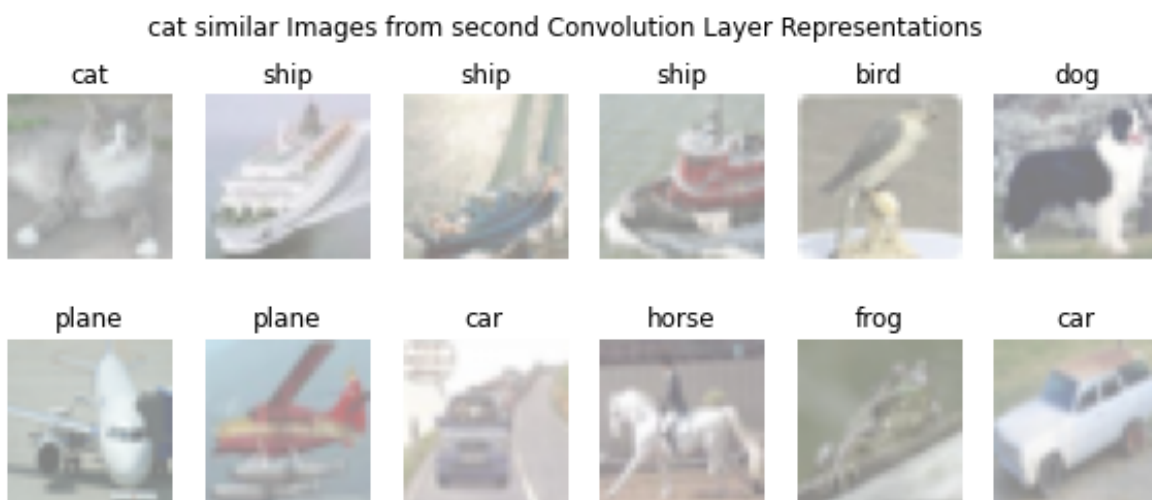 cat similar Images from second Convolution Layer Representations
cat ship ship ship bird dog
plane plane car horse frog car